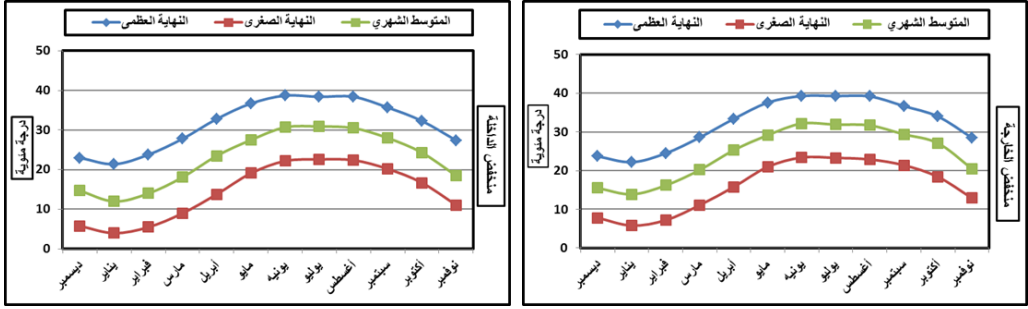 النهاية العظمى النهاية الصغرى المتوسط الشهري
50
40
30
20
10
0
درجة مئوية
منخفض الداخلة
ديسمبر يناير فبراير مارس أبريل مايو يونيه يوليو أغسطس سبتمبر أكتوبر نوفمبر
النهاية العظمى النهاية الصغرى المتوسط الشهري
50
40
30
20
10
0
درجة مئوية
منخفض الخارجة
ديسمبر يناير فبراير مارس أبريل مايو يونيه يوليو أغسطس سبتمبر أكتوبر نوفمبر